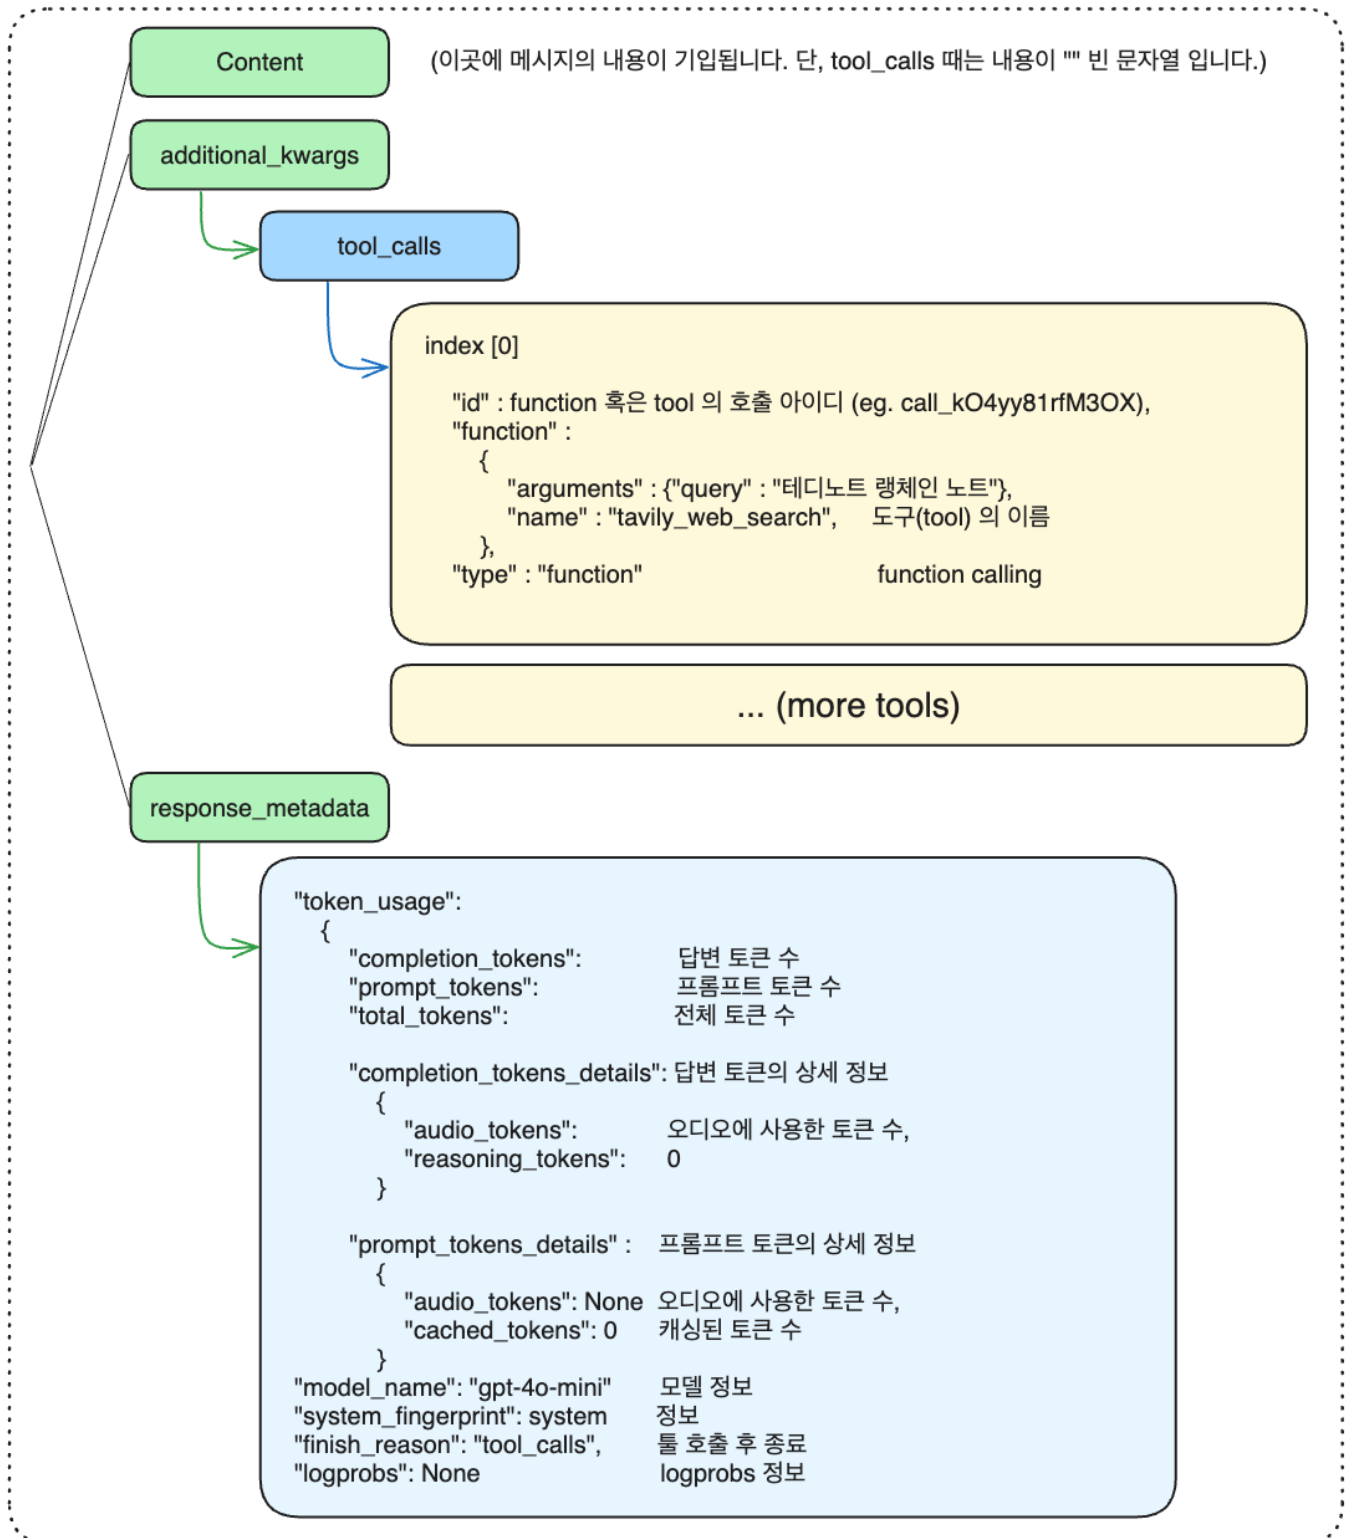 Content
(이곳에 메시지의 내용이 기입됩니다. 단, tool_calls 때는 내용이 "" 빈 문자열 입니다.)
additional_kwargs
tool_calls
index [0]
"id" : function 혹은 tool 의 호출 아이디 (eg. call_kO4yy81rfM3OX),
"function" :
{
"arguments" : {"query" : "테디노트 랭체인 노트"},
"name" : "tavily_web_search", 도구(tool) 의 이름
},
"type" : "function" function calling
... (more tools)
response_metadata
"token_usage":
{
"completion_tokens": 답변 토큰 수
"prompt_tokens": 프롬프트 토큰 수
"total_tokens": 전체 토큰 수
"completion_tokens_details": 답변 토큰의 상세 정보
{
"audio_tokens": 오디오에 사용한 토큰 수,
"reasoning_tokens": 0
}
"prompt_tokens_details" : 프롬프트 토큰의 상세 정보
{
"audio_tokens": None 오디오에 사용한 토큰 수,
"cached_tokens": 0 캐싱된 토큰 수
}
"model_name": "gpt-4o-mini" 모델 정보
"system_fingerprint": system 정보
"finish_reason": "tool_calls", 툴 호출 후 종료
"logprobs": None logprobs 정보